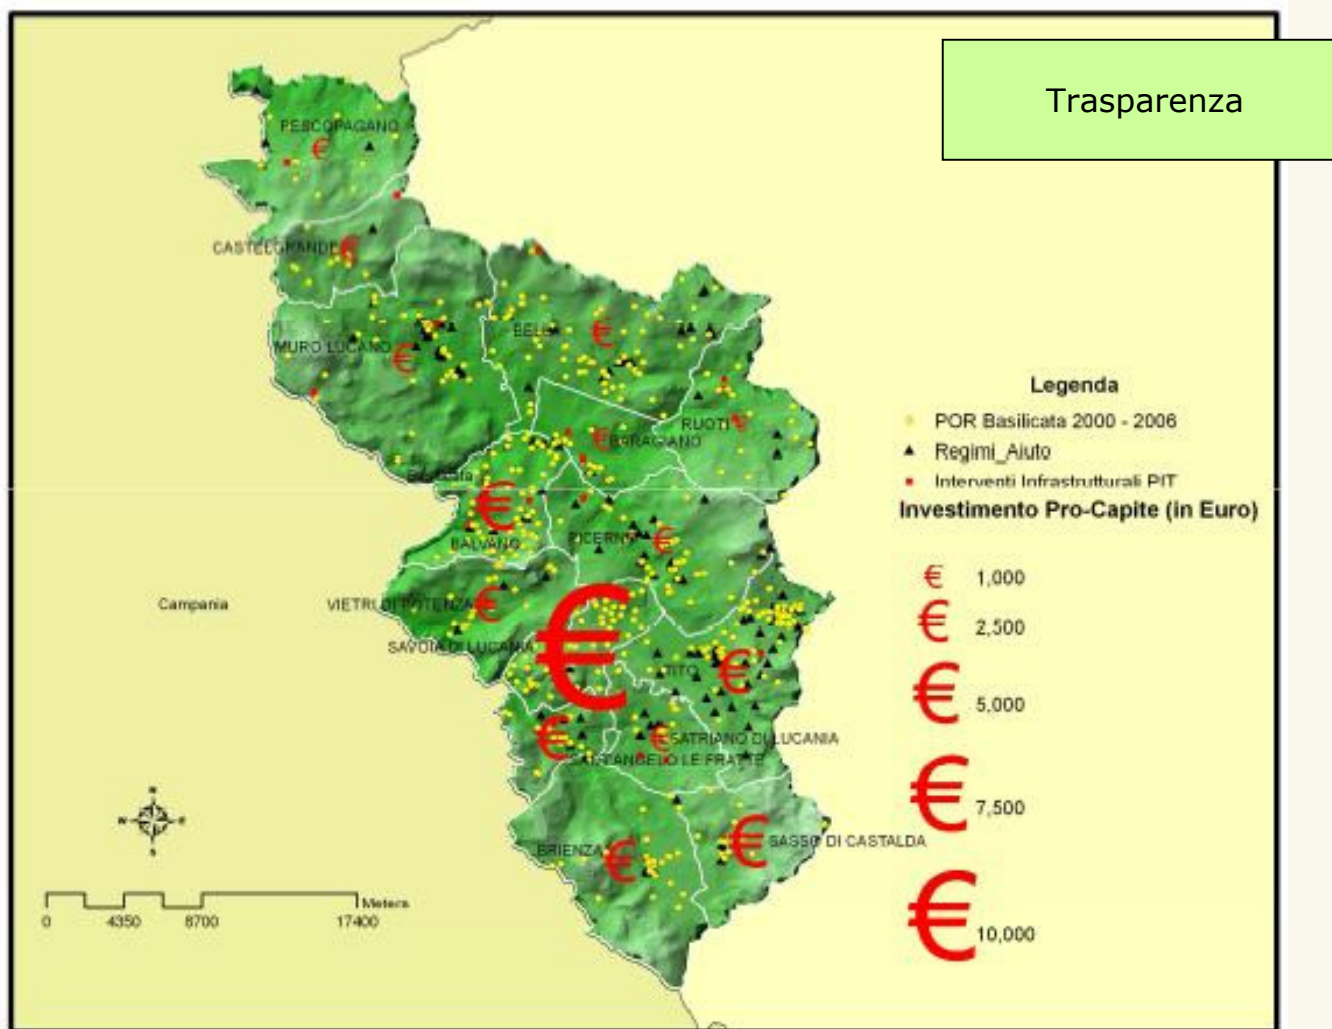 Trasparenza
PESCOPAGANO
CASTELGRANDE
BELLA
MURO LUCANO
RUOTI
BARAGIANO
BALVANO
PICERNO
Campania
VIETRI DI POTENZA
SAVOIA DI LUCANIA
TITO
SATRIANO DI LUCANIA
SANT'ANGELO LE FRATTE
BRIENZA
SASSO DI CASTALDA
N
W E
S
Meters
0 4350 8700 17400
Legenda
POR Basilicata 2000 - 2006
Regimi_Aiuto
Interventi Infrastrutturali PIT
Investimento Pro-Capite (in Euro)
€ 1,000
€ 2,500
€ 5,000
€ 7,500
€ 10,000